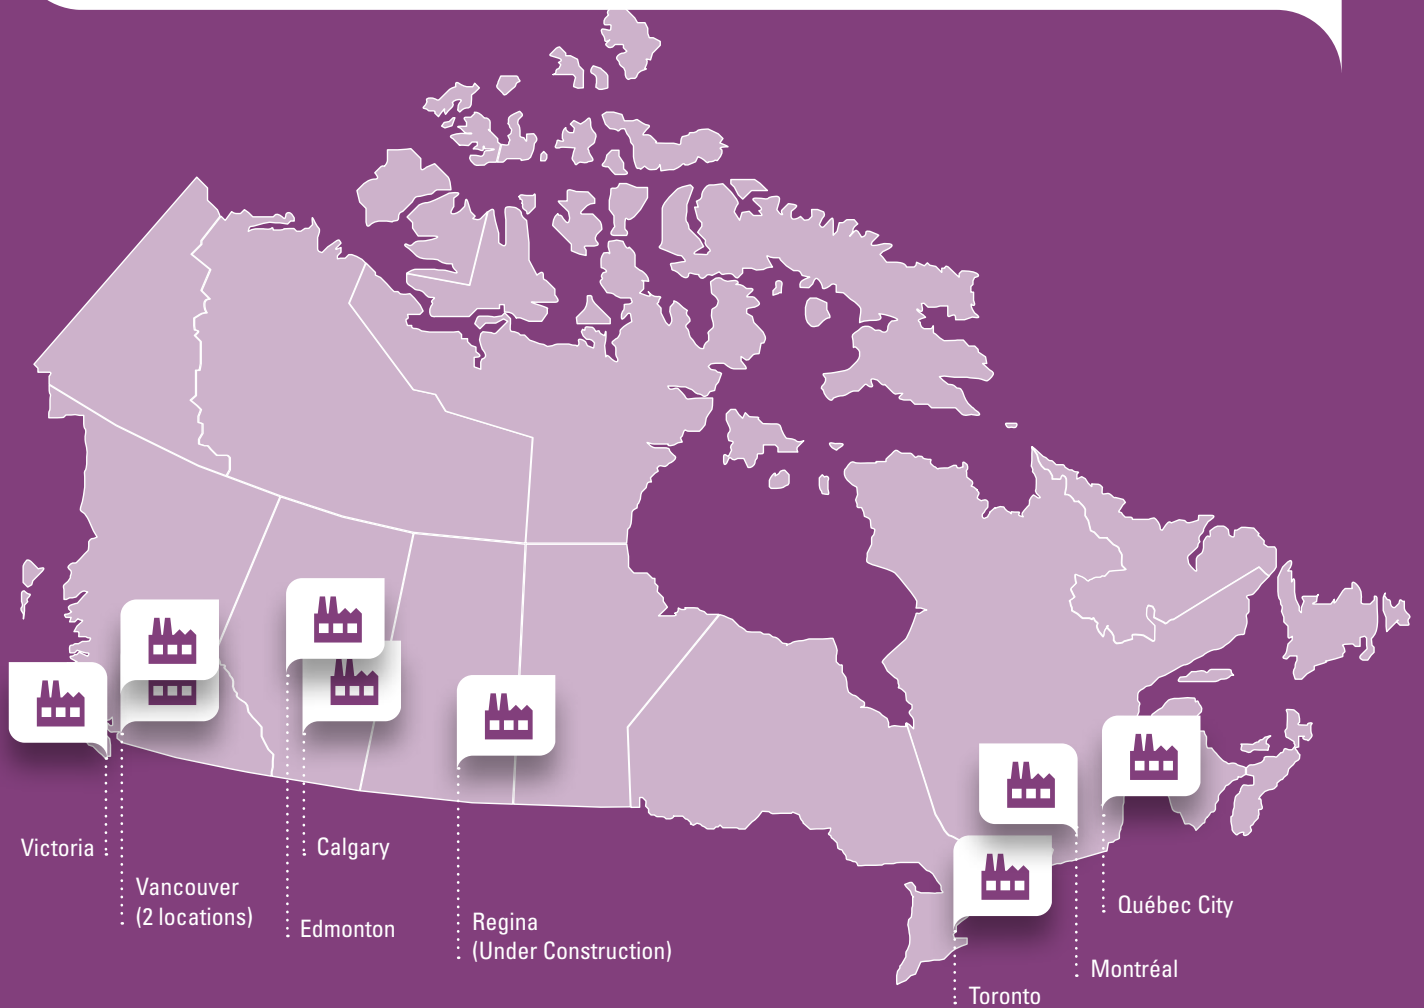 Victoria
Vancouver
(2 locations)
Calgary
Edmonton
Regina
(Under Construction)
Québec City
Montréal
Toronto